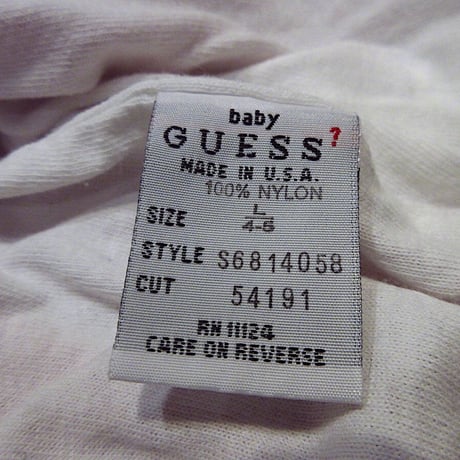 baby
GUESS?
MADE IN U.S.A.
100% NYLON
SIZE L
4-6
STYLE S6814058
CUT 54191
RN 11124
CARE ON REVERSE